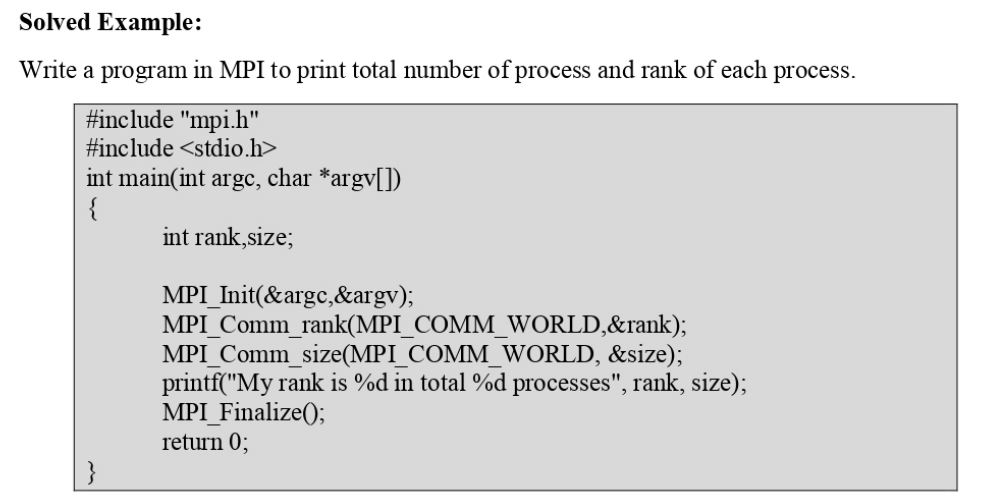 Solved Example:
Write a program in MPI to print total number of process and rank of each process.
#include "mpi.h"
#include <stdio.h>
int main(int argc, char *argv[])
{
int rank,size;
MPI_Init(&argc,&argv);
MPI_Comm_rank(MPI_COMM_WORLD,&rank);
MPI_Comm_size(MPI_COMM_WORLD, &size);
printf("My rank is %d in total %d processes", rank, size);
MPI_Finalize();
return 0;
}